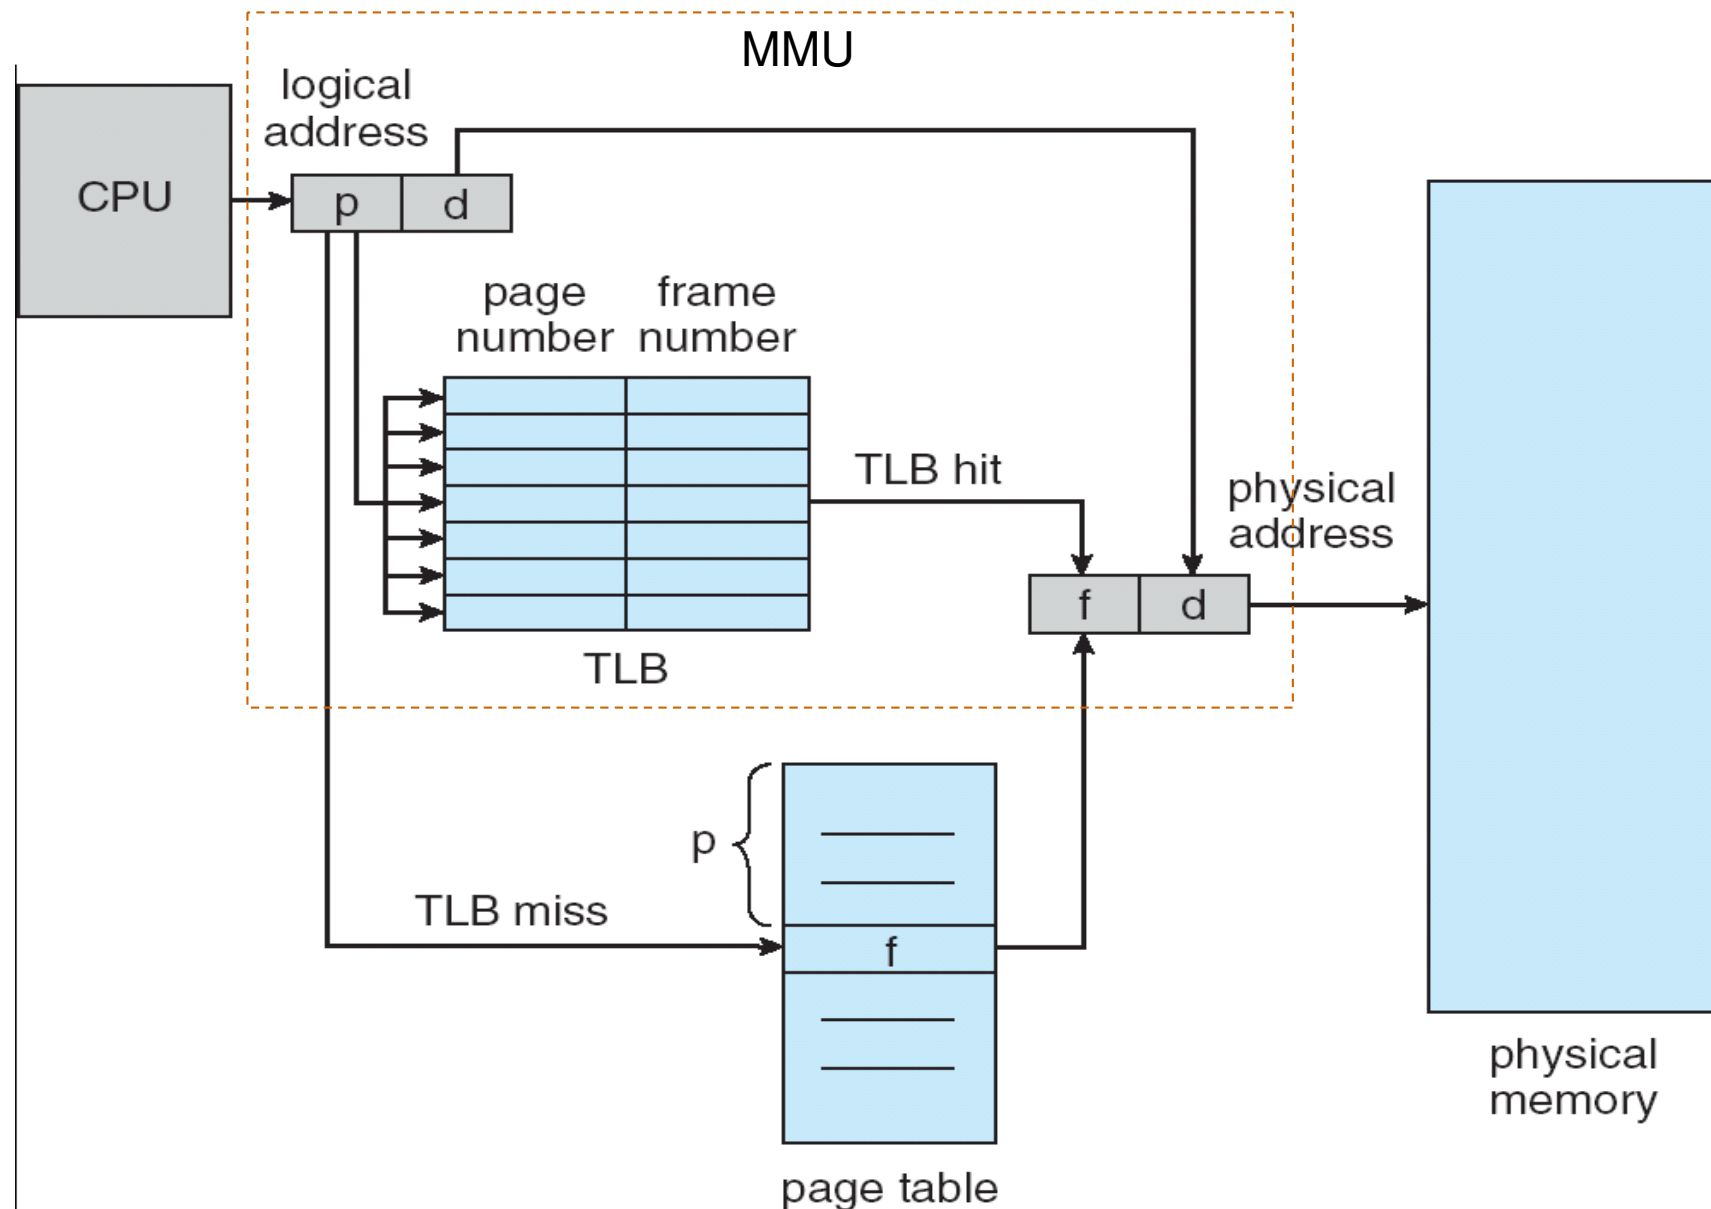 MMU
logical
address
CPU
p
d
page
number
frame
number
TLB hit
physical
address
f
d
TLB
p
TLB miss
f
physical
memory
page table